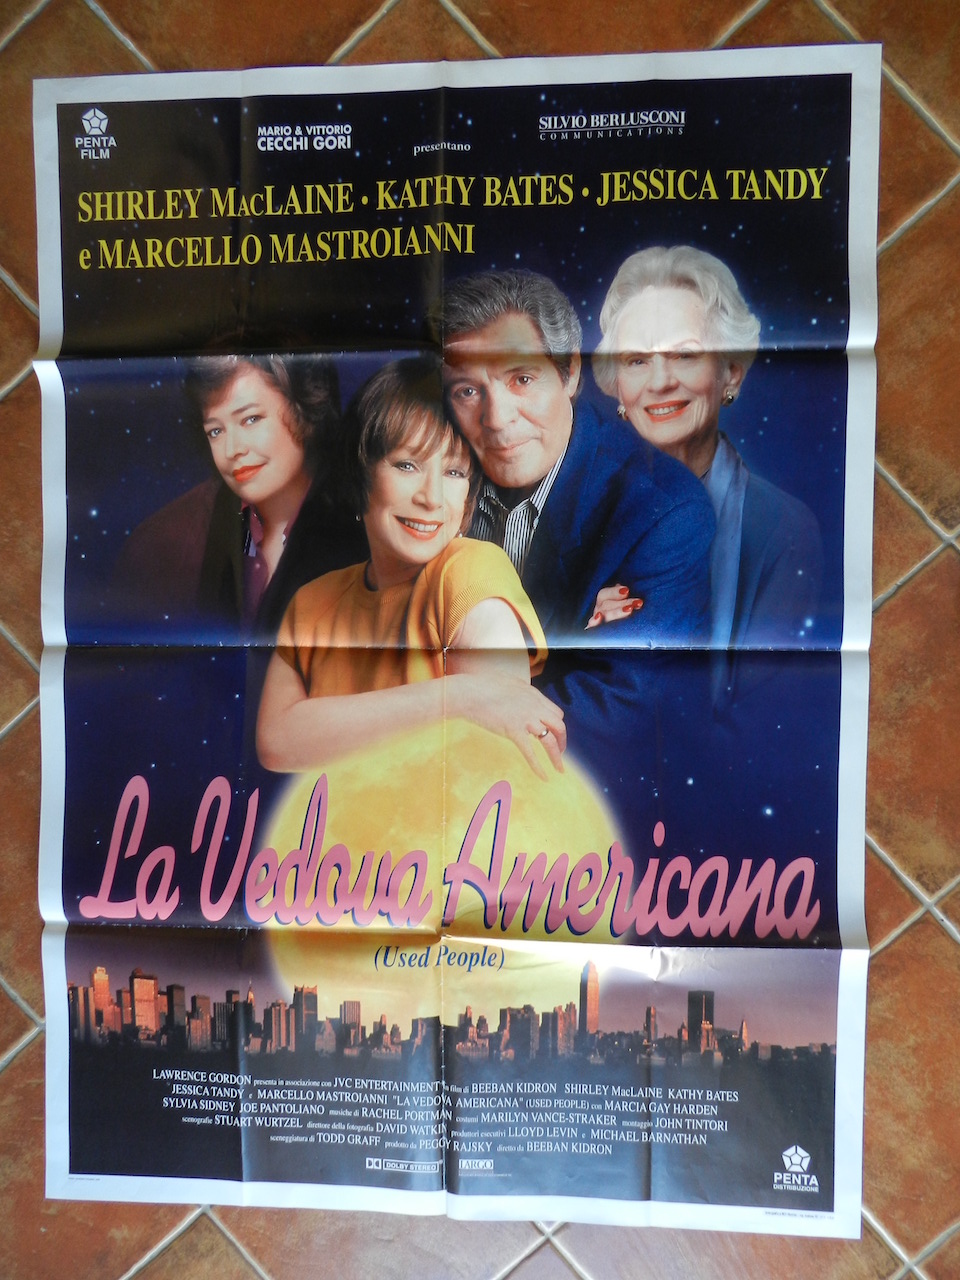 PENTA
FILM
MARIO & VITTORIO
CECCHI GORI
presentano
SILVIO BERLUSCONI
COMMUNICATIONS
SHIRLEY MACLAINE · KATHY BATES · JESSICA TANDY
e MARCELLO MASTROIANNI
La Vedova Americana
(Used People)
LAWRENCE GORDON presenta in associazione con JVC ENTERTAINMENT film di BEEBAN KIDRON SHIRLEY MacLAINE KATHY BATES
JESSICA TANDY e MARCELLO MASTROIANNI "LA VEDOVA AMERICANA" (USED PEOPLE) con MARCIA GAY HARDEN
SYLVIA SIDNEY JOE PANTOLIANO musiche di RACHEL PORTMAN costumi MARILYN VANCE-STRAKER montaggio JOHN TINTORI
scenografie STUART WURTZEL direttore della fotografia DAVID WATKIN produttori esecutivi LLOYD LEVIN e MICHAEL BARNATHAN
sceneggiatura di TODD GRAFF prodotto da PEGGY RAJSKY diretto da BEEBAN KIDRON
DOLBY STEREO
LARGO
PENTA
DISTRIBUZIONE